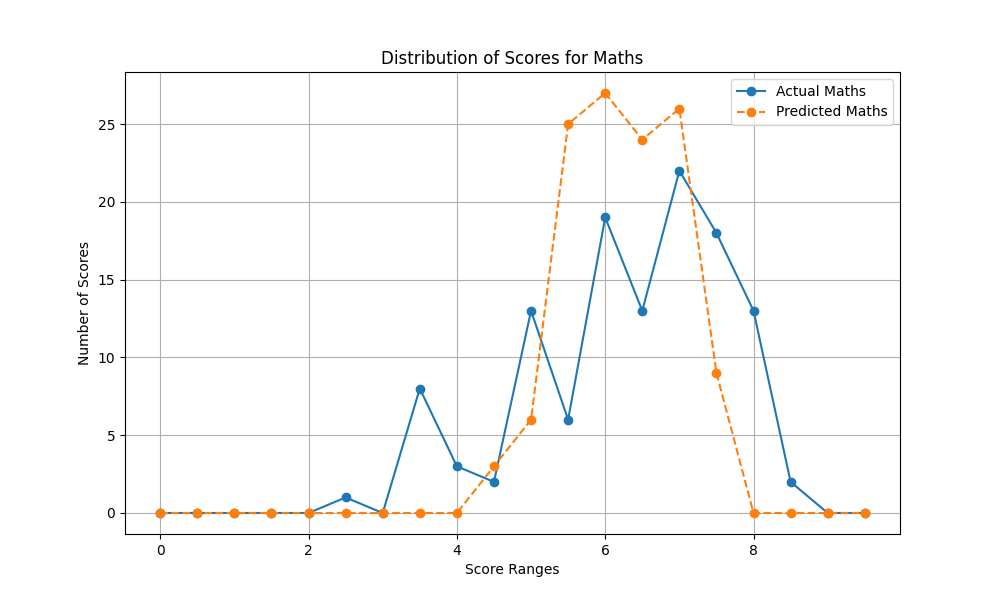 Distribution of Scores for Maths
Actual Maths
Predicted Maths
Number of Scores
25
20
15
10
5
0
0 2 4 6 8
Score Ranges